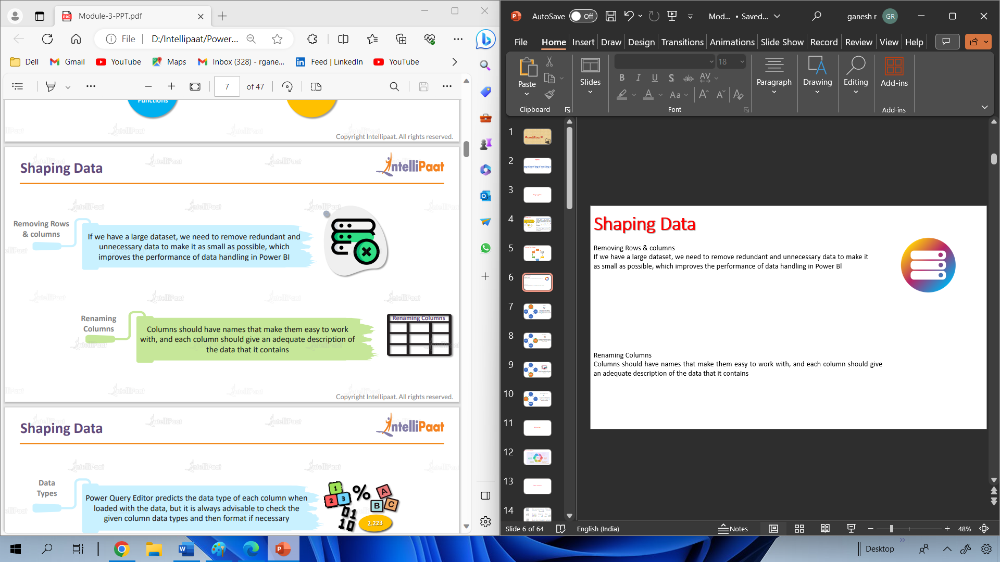 Module-3-PPT.pdf
File
D:/Intellipaat/Power...
Dell
Gmail
YouTube
Maps
Inbox (328) - rgane...
Feed | LinkedIn
YouTube
7
of 47
Functions
Copyright Intellipaat. All rights reserved.
Shaping Data
IntelliPaat
Removing Rows
& columns
If we have a large dataset, we need to remove redundant and
unnecessary data to make it as small as possible, which
improves the performance of data handling in Power BI
Renaming
Columns
Columns should have names that make them easy to work
with, and each column should give an adequate description of
the data that it contains
Renaming Columns
Copyright Intellipaat. All rights reserved.
Shaping Data
IntelliPaat
Data
Types
Power Query Editor predicts the data type of each column when
loaded with the data, but it is always advisable to check the
given column data types and then format if necessary
1
2 3
%
A
B C
01
10
2.223
AutoSave
Off
Mod... • Saved...
ganesh r
GR
File
Home
Insert
Draw
Design
Transitions
Animations
Slide Show
Record
Review
View
Help
Paste
Clipboard
Slides
18
B I U S ab AV
A Aa A A A
Font
Paragraph
Drawing
Editing
Add-ins
Add-ins
1
2
3
4
5
6
7
8
9
10
11
12
13
14
Shaping Data
Removing Rows & columns
If we have a large dataset, we need to remove redundant and unnecessary data to make it
as small as possible, which improves the performance of data handling in Power BI
Renaming Columns
Columns should have names that make them easy to work with, and each column should give
an adequate description of the data that it contains
Slide 6 of 64
English (India)
Notes
48%
Desktop